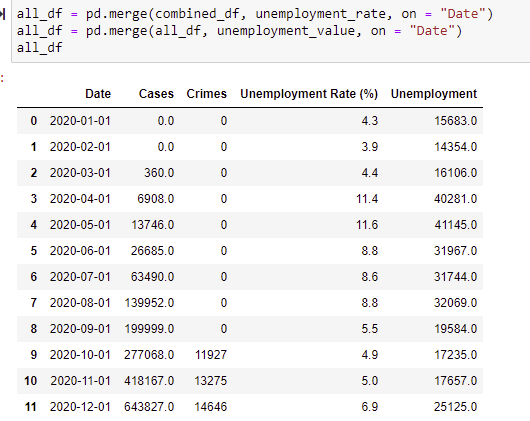 all_df = pd.merge(combined_df, unemployment_rate, on = "Date")
all_df = pd.merge(all_df, unemployment_value, on = "Date")
all_df
Date Cases Crimes Unemployment Rate (%) Unemployment
0 2020-01-01 0.0 0 4.3 15683.0
1 2020-02-01 0.0 0 3.9 14354.0
2 2020-03-01 360.0 0 4.4 16106.0
3 2020-04-01 6908.0 0 11.4 40281.0
4 2020-05-01 13746.0 0 11.6 41145.0
5 2020-06-01 26685.0 0 8.8 31967.0
6 2020-07-01 63490.0 0 8.6 31744.0
7 2020-08-01 139952.0 0 8.8 32069.0
8 2020-09-01 199999.0 0 5.5 19584.0
9 2020-10-01 277068.0 11927 4.9 17235.0
10 2020-11-01 418167.0 13275 5.0 17657.0
11 2020-12-01 643827.0 14646 6.9 25125.0